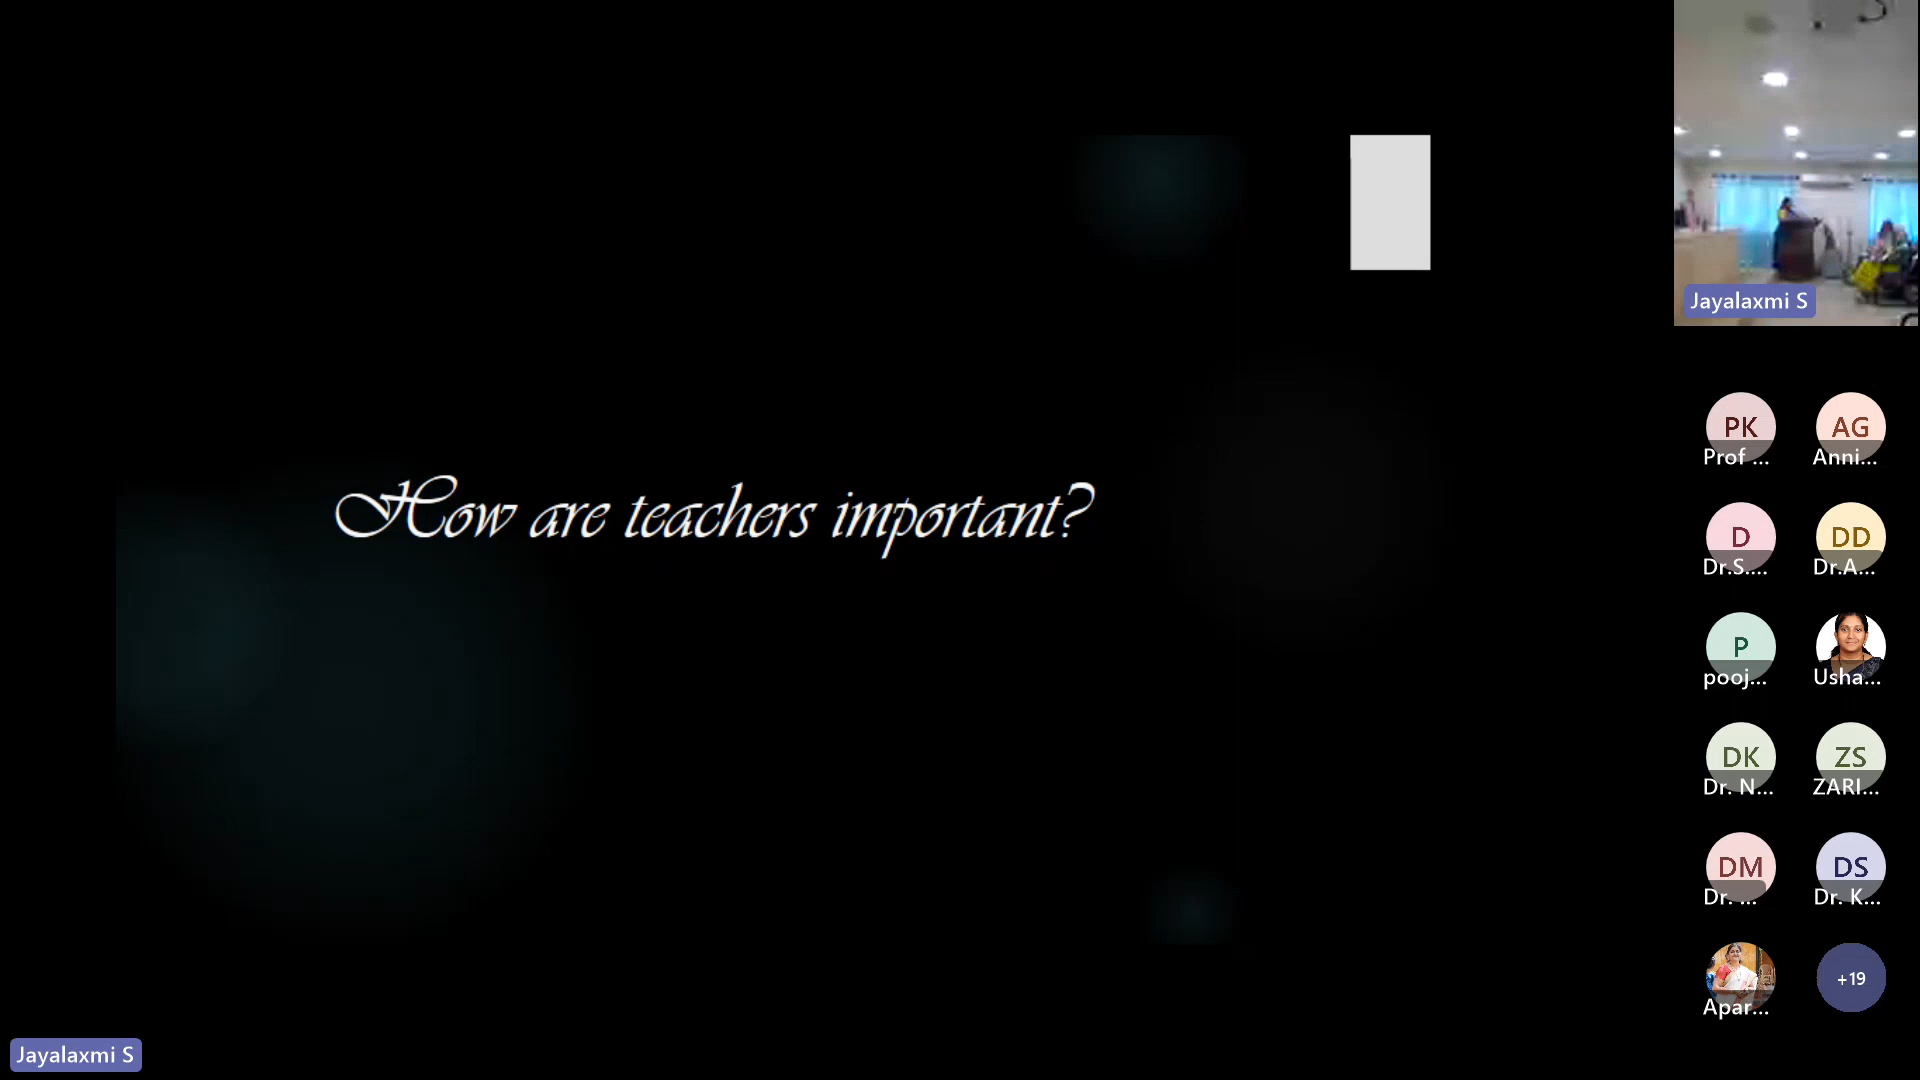 How are teachers important?
Jayalaxmi S
PK
Prof ...
AG
Anni...
D
Dr.S....
DD
Dr.A...
P
pooj...
Usha...
DK
Dr. N...
ZS
ZARI...
DM
Dr. ...
DS
Dr. K...
Apar...
+19
Jayalaxmi S